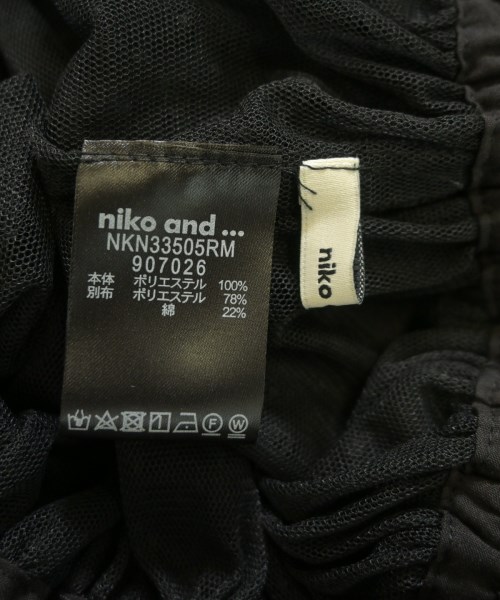 niko and ...
NKN33505RM
907026
本体 ポリエステル 100%
別布 ポリエステル 78%
綿 22%
F W
niko